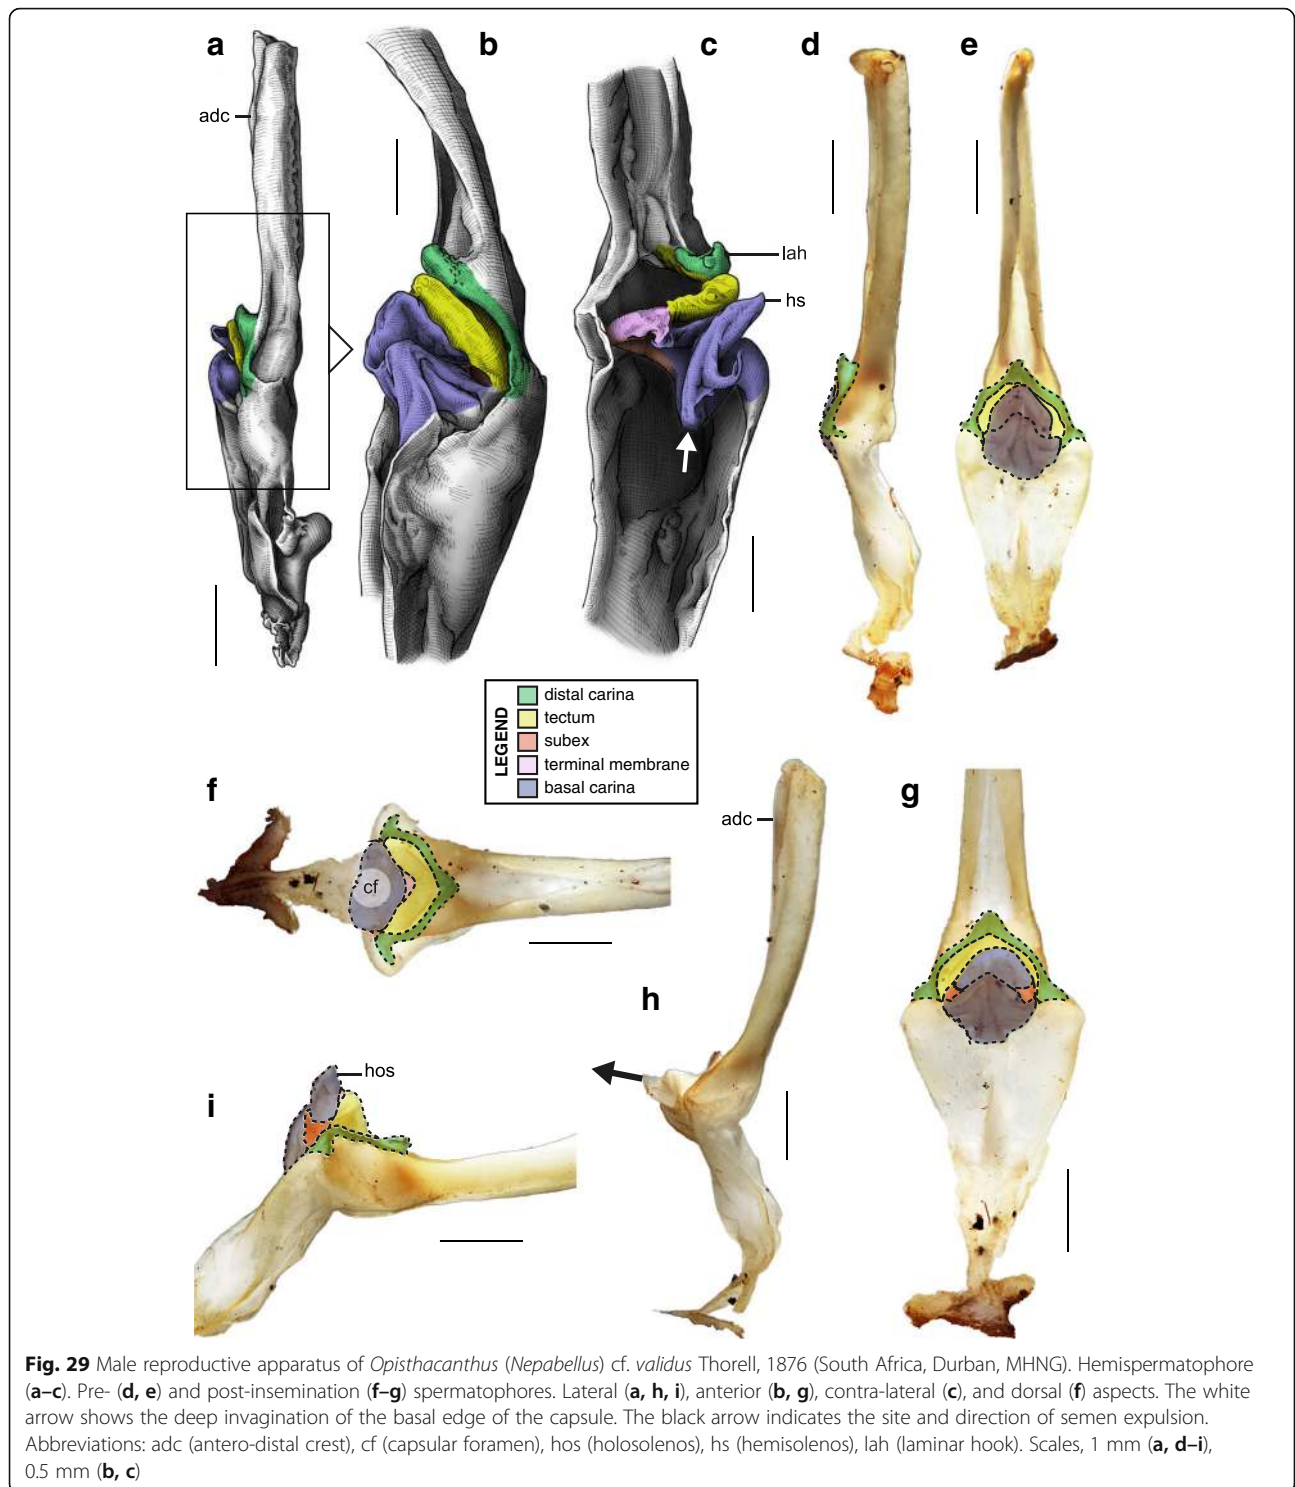 a
b
c
d
e
adc
lah
hs
LEGEND
distal carina
tectum
subex
terminal membrane
basal carina
f
cf
adc
g
h
hos
i
Fig. 29 Male reproductive apparatus of Opisthacanthus (Nepabellus) cf. validus Thorell, 1876 (South Africa, Durban, MHNG). Hemispermatophore
(a–c). Pre- (d, e) and post-insemination (f–g) spermatophores. Lateral (a, h, i), anterior (b, g), contra-lateral (c), and dorsal (f) aspects. The white
arrow shows the deep invagination of the basal edge of the capsule. The black arrow indicates the site and direction of semen expulsion.
Abbreviations: adc (antero-distal crest), cf (capsular foramen), hos (holosolenos), hs (hemisolenos), lah (laminar hook). Scales, 1 mm (a, d–i),
0.5 mm (b, c)